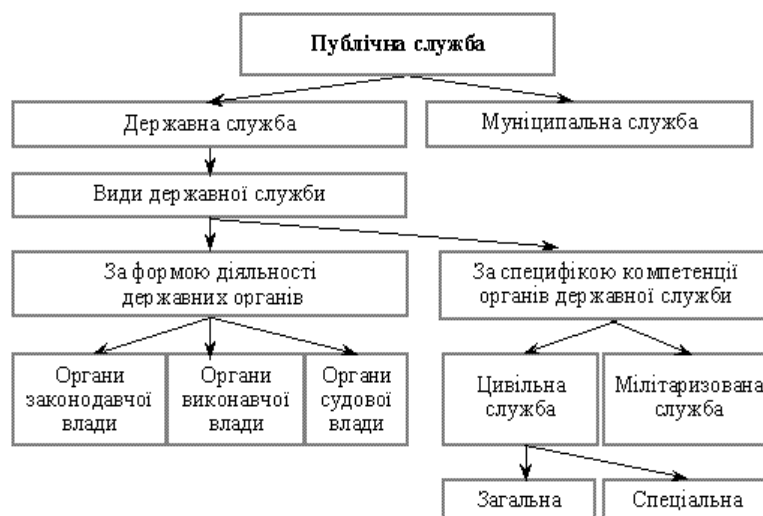 Публічна служба
Державна служба
Муніципальна служба
Види державної служби
За формою діяльності
державних органів
За специфікою компетенції
органів державної служби
Органи
законодавчої
влади
Органи
виконавчої
влади
Органи
судової
влади
Цивільна
служба
Мілітаризована
служба
Загальна
Спеціальна